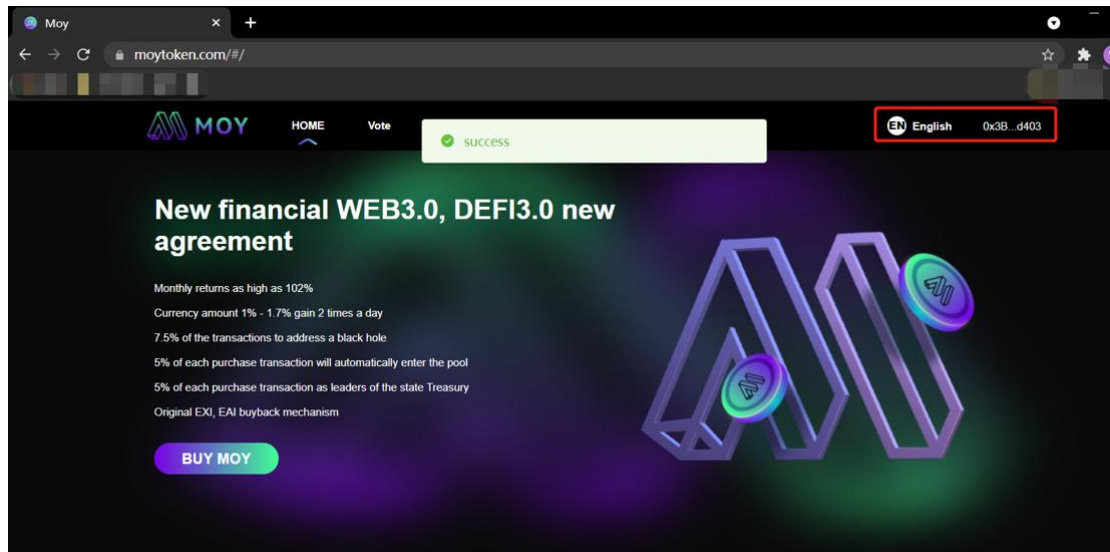 Moy
moytoken.com/#/
MOY
HOME
Vote
success
EN English 0x3B...d403
New financial WEB3.0, DEFI3.0 new
agreement
Monthly returns as high as 102%
Currency amount 1% - 1.7% gain 2 times a day
7.5% of the transactions to address a black hole
5% of each purchase transaction will automatically enter the pool
5% of each purchase transaction as leaders of the state Treasury
Original EXI, EAI buyback mechanism
BUY MOY